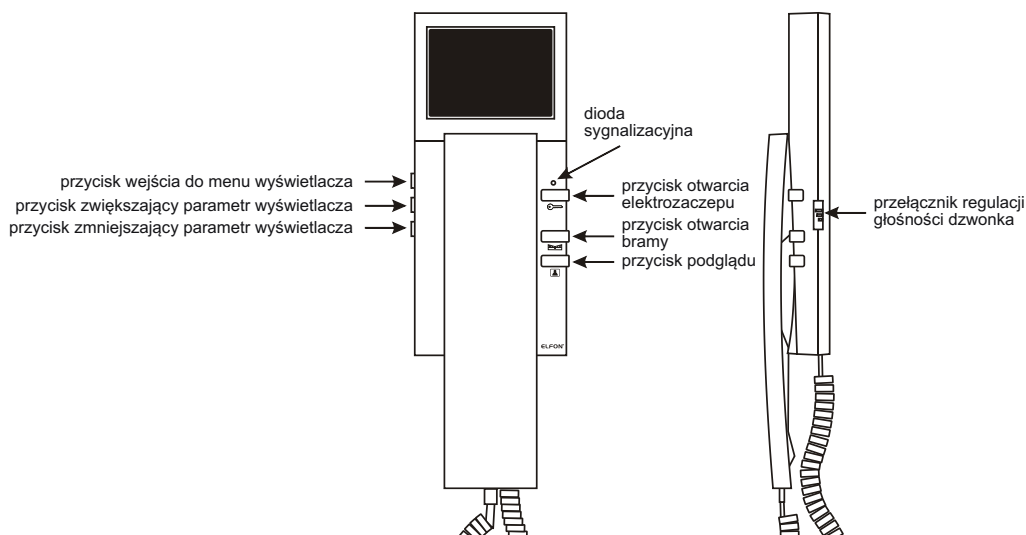 dioda
sygnalizacyjna
przycisk wejścia do menu wyświetlacza
przycisk zwiększający parametr wyświetlacza
przycisk zmniejszający parametr wyświetlacza
przycisk otwarcia
elektrozaczepu
przycisk otwarcia
bramy
przycisk podglądu
przełącznik regulacji
głośności dzwonka
ELFON